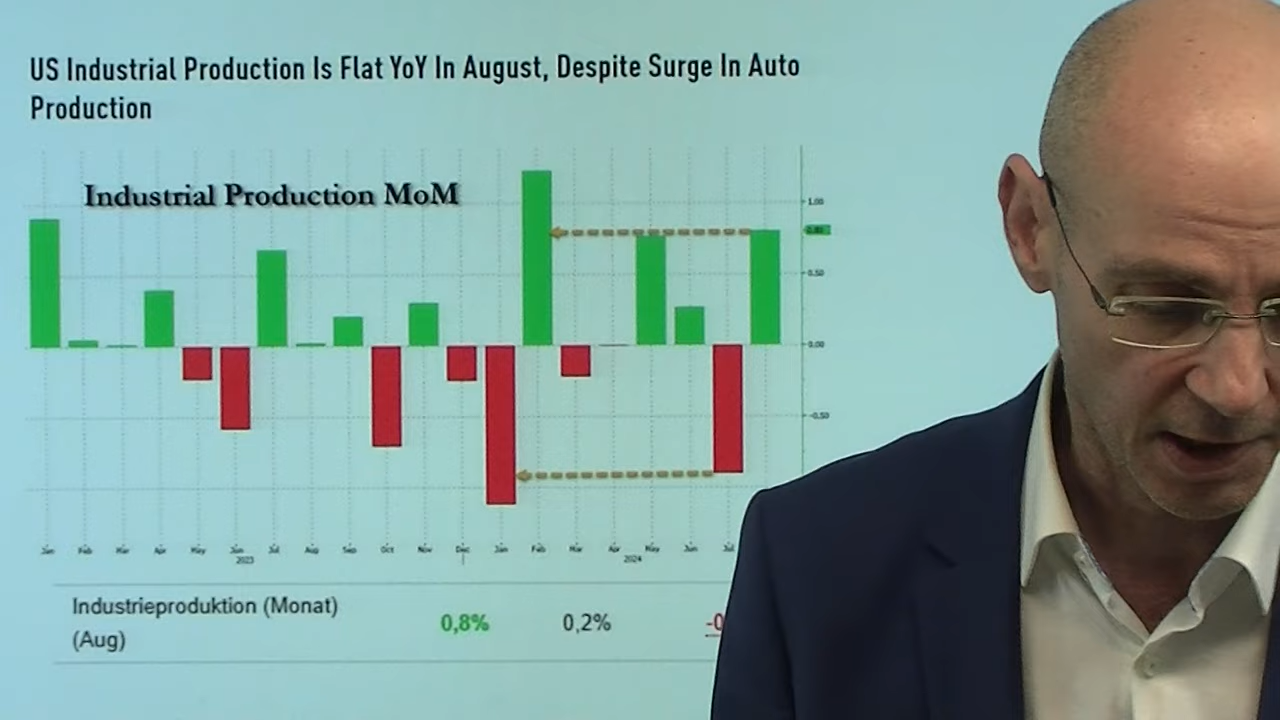 US Industrial Production Is Flat YoY In August, Despite Surge In Auto
Production
Industrial Production MoM
1.00
0.80
0.50
0.00
-0.50
Jan Feb Mar Apr May Jun Jul Aug Sep Oct Nov Dec Jan Feb Mar Apr May Jun Jul
2023 2024
Industrieproduktion (Monat) 0,8% 0,2% -0
(Aug)